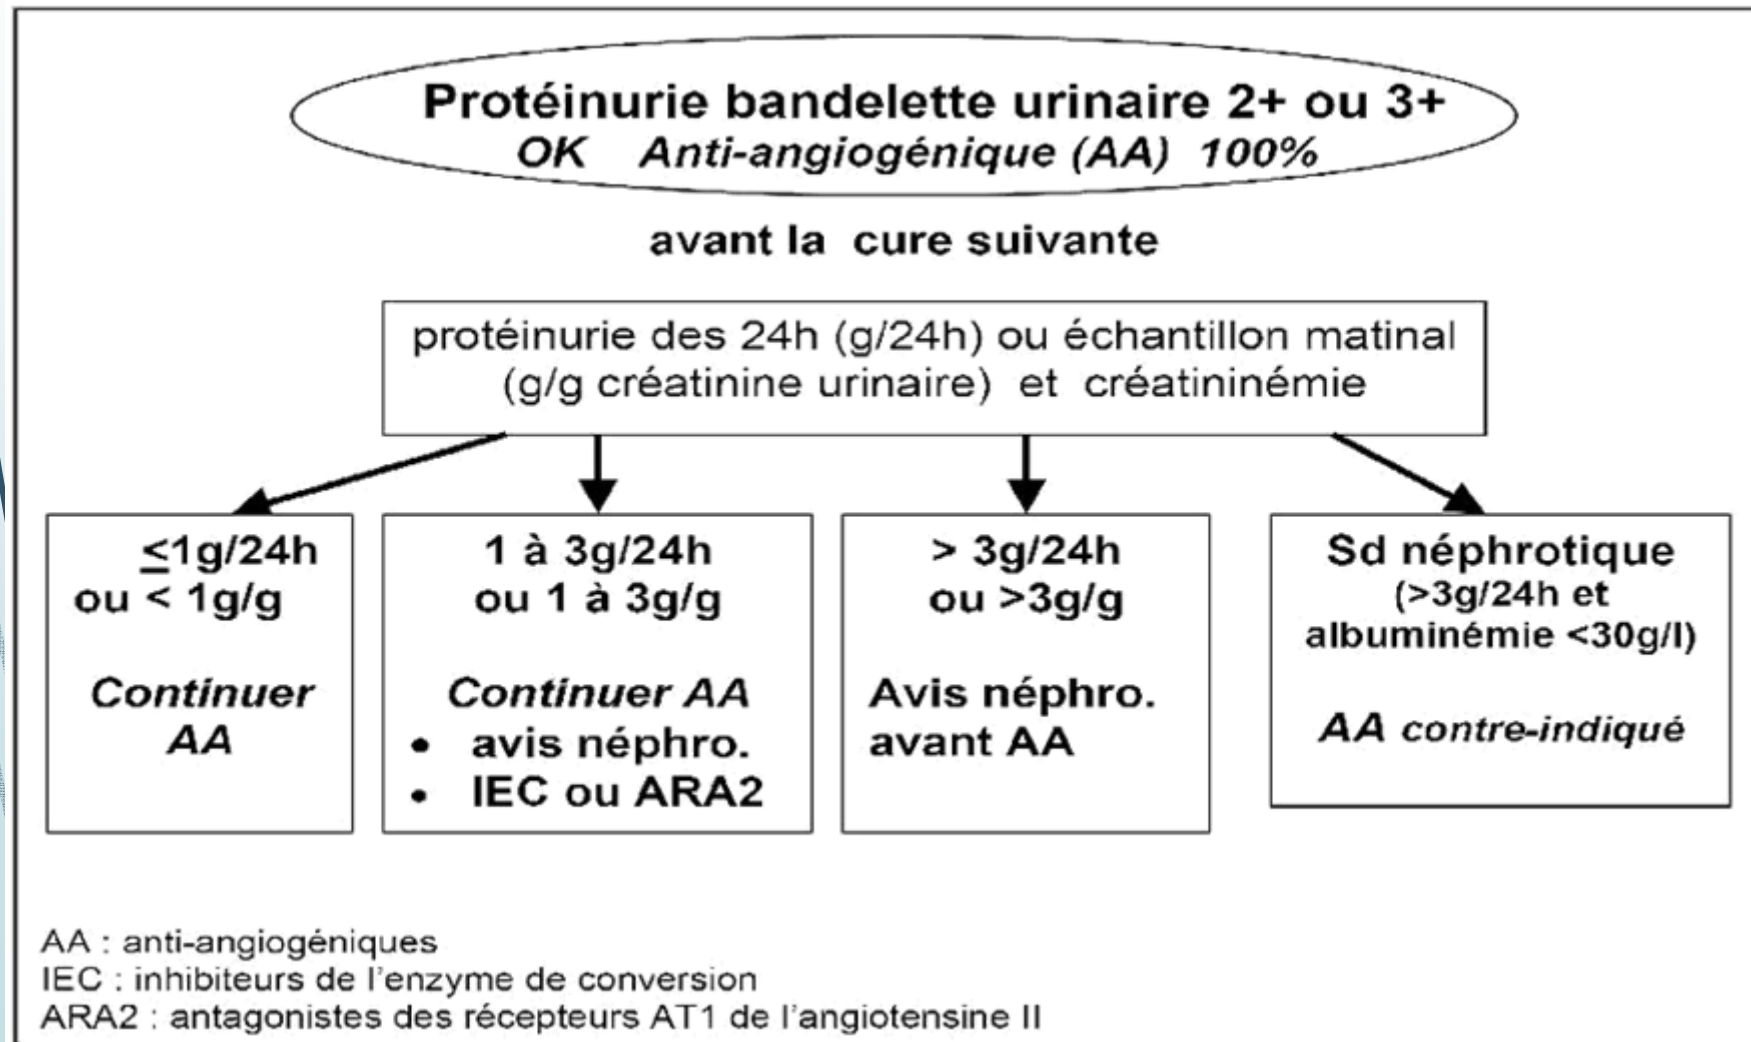 Protéinurie bandelette urinaire 2+ ou 3+
OK Anti-angiogénique (AA) 100%
avant la cure suivante
protéinurie des 24h (g/24h) ou échantillon matinal
(g/g créatinine urinaire) et créatininémie
≤1g/24h
ou < 1g/g
Continuer
AA
1 à 3g/24h
ou 1 à 3g/g
Continuer AA
• avis néphro.
• IEC ou ARA2
> 3g/24h
ou >3g/g
Avis néphro.
avant AA
Sd néphrotique
(>3g/24h et
albuminémie <30g/l)
AA contre-indiqué
AA : anti-angiogéniques
IEC : inhibiteurs de l'enzyme de conversion
ARA2 : antagonistes des récepteurs AT1 de l'angiotensine II